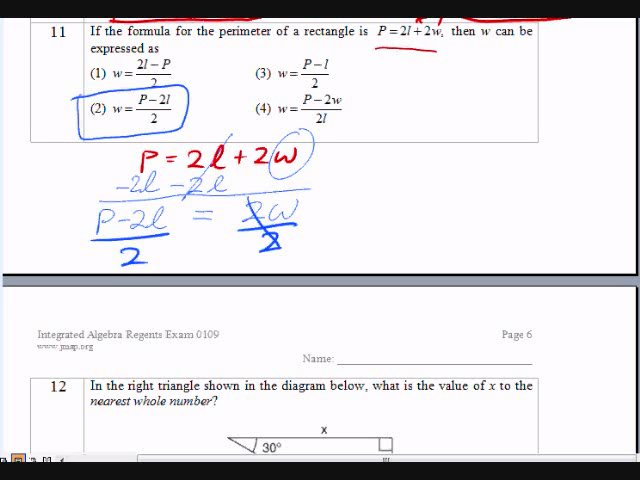 11 If the formula for the perimeter of a rectangle is P = 2l + 2w, then w can be
expressed as
(1) w = (2l − P)/2 (3) w = (P − l)/2
(2) w = (P − 2l)/2 (4) w = (P − 2w)/2l
P = 2l + 2w
-2l -2l
P - 2l = 2w
2 2
Integrated Algebra Regents Exam 0109 Page 6
www.jmap.org
Name:
12 In the right triangle shown in the diagram below, what is the value of x to the
nearest whole number?
x
30°